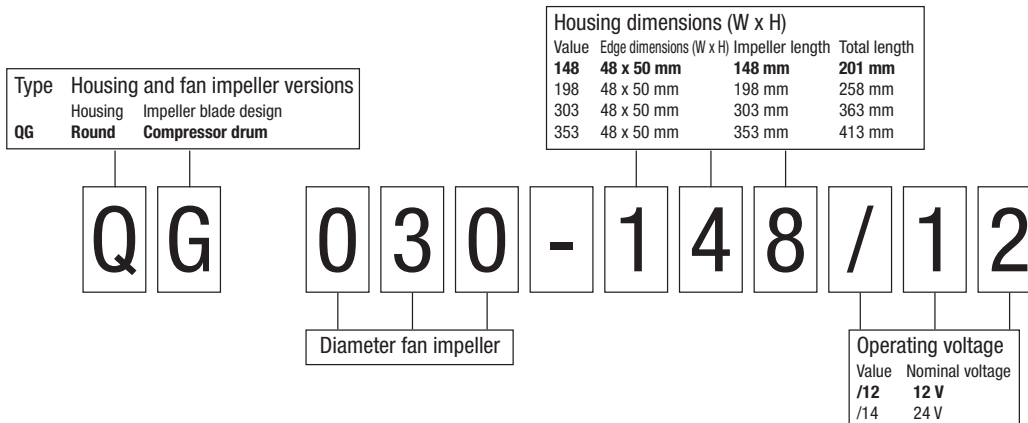 Housing dimensions (W x H)
Value Edge dimensions (W x H) Impeller length Total length
148 48 x 50 mm 148 mm 201 mm
198 48 x 50 mm 198 mm 258 mm
303 48 x 50 mm 303 mm 363 mm
353 48 x 50 mm 353 mm 413 mm
Type Housing and fan impeller versions
Housing Impeller blade design
QG Round Compressor drum
Q G 0 3 0 - 1 4 8 / 1 2
Diameter fan impeller
Operating voltage
Value Nominal voltage
/12 12 V
/14 24 V